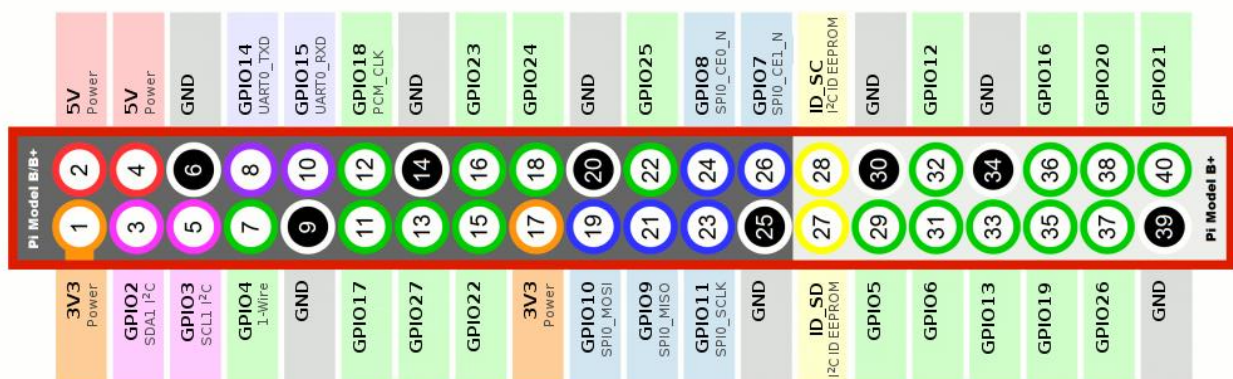 5V
Power
5V
Power
GND
GPIO14
UART0_TXD
GPIO15
UART0_RXD
GPIO18
PCM_CLK
GND
GPIO23
GPIO24
GND
GPIO25
GPIO8
SPI0_CE0_N
GPIO7
SPI0_CE1_N
ID_SC
I²C ID EEPROM
GND
GPIO12
GND
GPIO16
GPIO20
GPIO21
Pi Model B/B+
2 4 6 8 10 12 14 16 18 20 22 24 26 28 30 32 34 36 38 40
1 3 5 7 9 11 13 15 17 19 21 23 25 27 29 31 33 35 37 39
Pi Model B+
3V3
Power
GPIO2
SDA1 I²C
GPIO3
SCL1 I²C
GPIO4
1-Wire
GND
GPIO17
GPIO27
GPIO22
3V3
Power
GPIO10
SPI0_MOSI
GPIO9
SPI0_MISO
GPIO11
SPI0_SCLK
GND
ID_SD
I²C ID EEPROM
GPIO5
GPIO6
GPIO13
GPIO19
GPIO26
GND